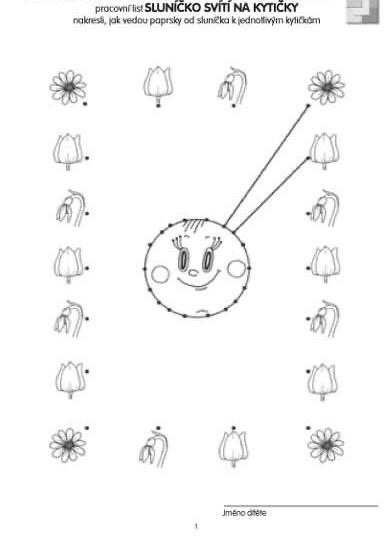 pracovní list SLUNÍČKO SVÍTÍ NA KYTIČKY
nakresli, jak vedou paprsky od sluníčka k jednotlivým kytičkám
Jméno dítěte
1